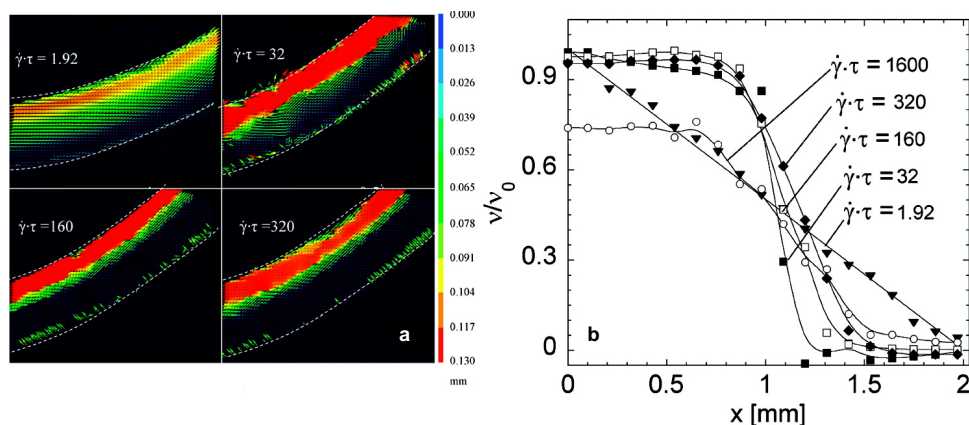 γ̇·τ = 1.92
γ̇·τ = 32
γ̇·τ =160
γ̇·τ =320
a
0.000
0.013
0.026
0.039
0.052
0.065
0.078
0.091
0.104
0.117
0.130
mm
ν/ν0
0.9
0.6
0.3
0
γ̇·τ = 1600
γ̇·τ = 320
γ̇·τ = 160
γ̇·τ = 32
γ̇·τ = 1.92
b
0
0.5
1
1.5
2
x [mm]